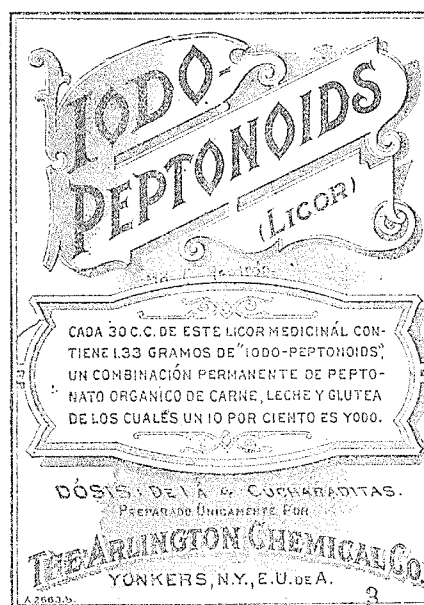 IODO-
PEPTONOIDS
(LICOR)
CADA 30 C.C. DE ESTE LICOR MEDICINÁL CON-
TIENE 1.33 GRAMOS DE "IODO-PEPTONOIDS",
UN COMBINACIÓN PERMANENTE DE PEPTO-
NATO ORGANICO DE CARNE, LECHE Y GLUTEA
DE LOS CUALÉS UN 10 POR CIENTO ES YODO.
DÓSIS: DE 1 Á CUCHARADITAS.
PREPARADO ÚNICAMENTE POR
THE ARLINGTON CHEMICAL CO.
YONKERS, N.Y., E.U. DE A.
3